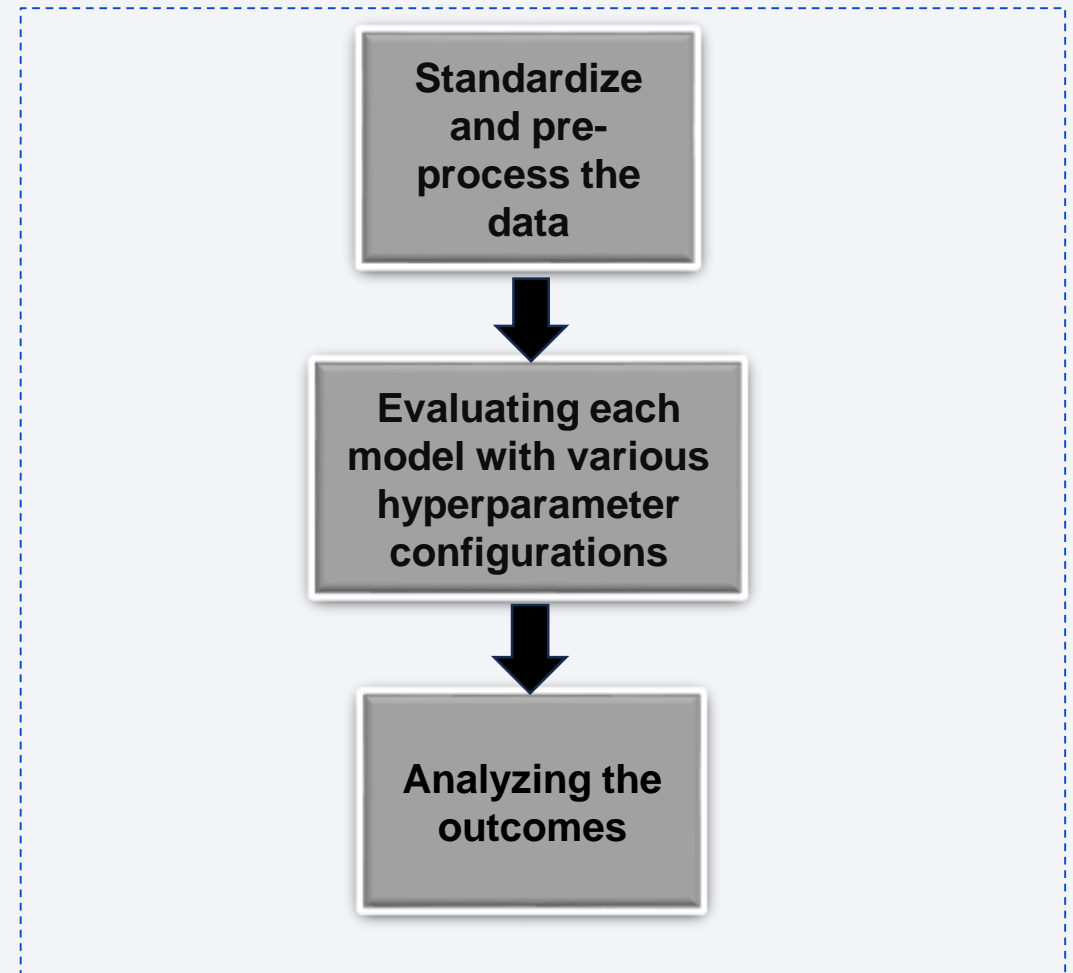 Standardize
and pre-
process the
data
Evaluating each
model with various
hyperparameter
configurations
Analyzing the
outcomes